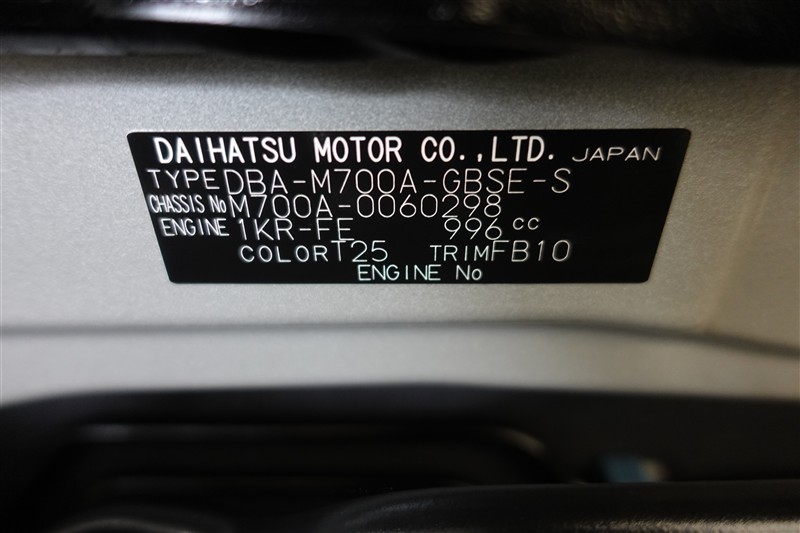 DAIHATSU MOTOR CO.,LTD. JAPAN
TYPE DBA-M700A-GBSE-S
CHASSIS No M700A-0060298
ENGINE 1KR-FE 996 cc
COLOR T25 TRIM FB10
ENGINE No